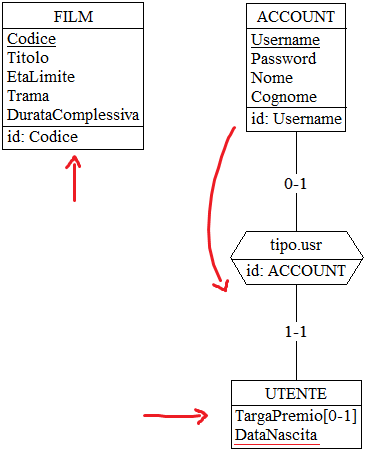 FILM
Codice
Titolo
EtaLimite
Trama
DurataComplessiva
id: Codice
ACCOUNT
Username
Password
Nome
Cognome
id: Username
0-1
tipo.usr
id: ACCOUNT
1-1
UTENTE
TargaPremio[0-1]
DataNascita